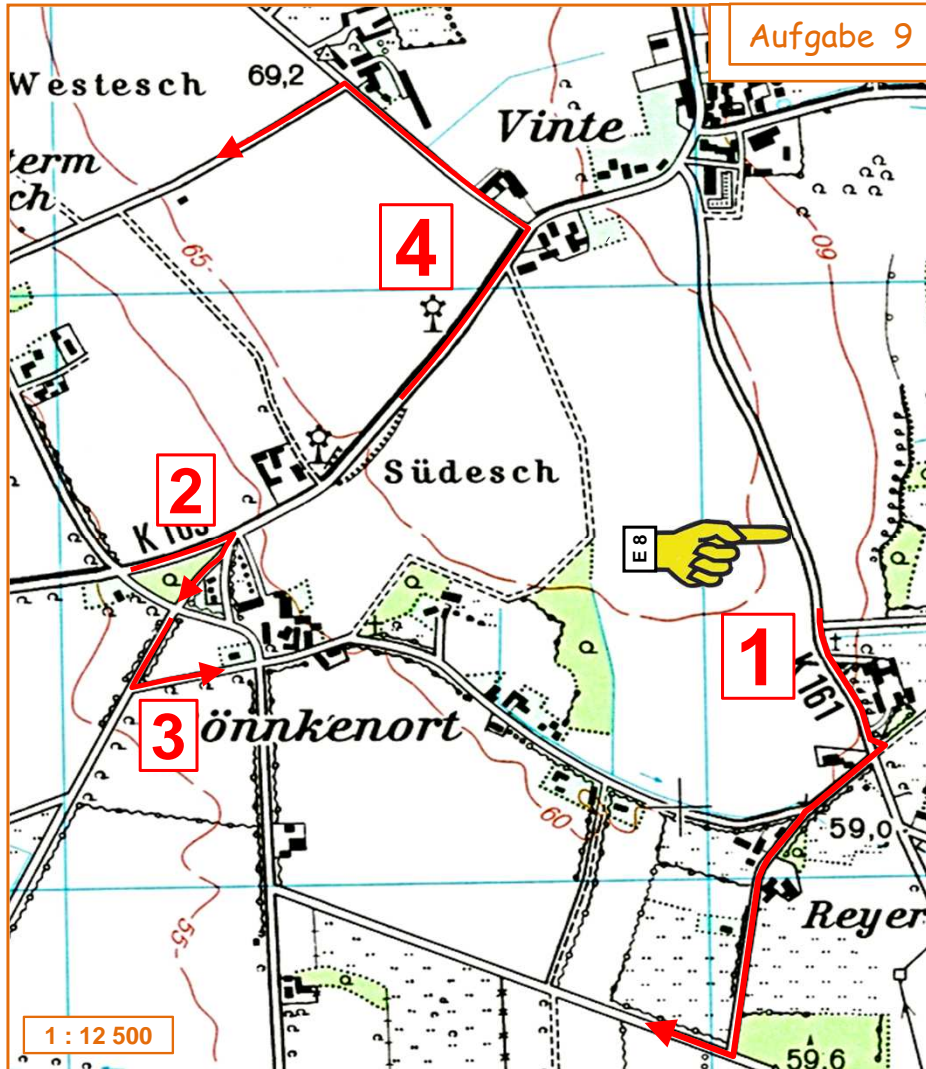 Aufgabe 9
Westesch
69,2
Vinte
term
ch
4
65
60
Südesch
2
E 8
1
K 161
3
önnkenort
60
59,0
Reyer
55
1 : 12 500
59,6